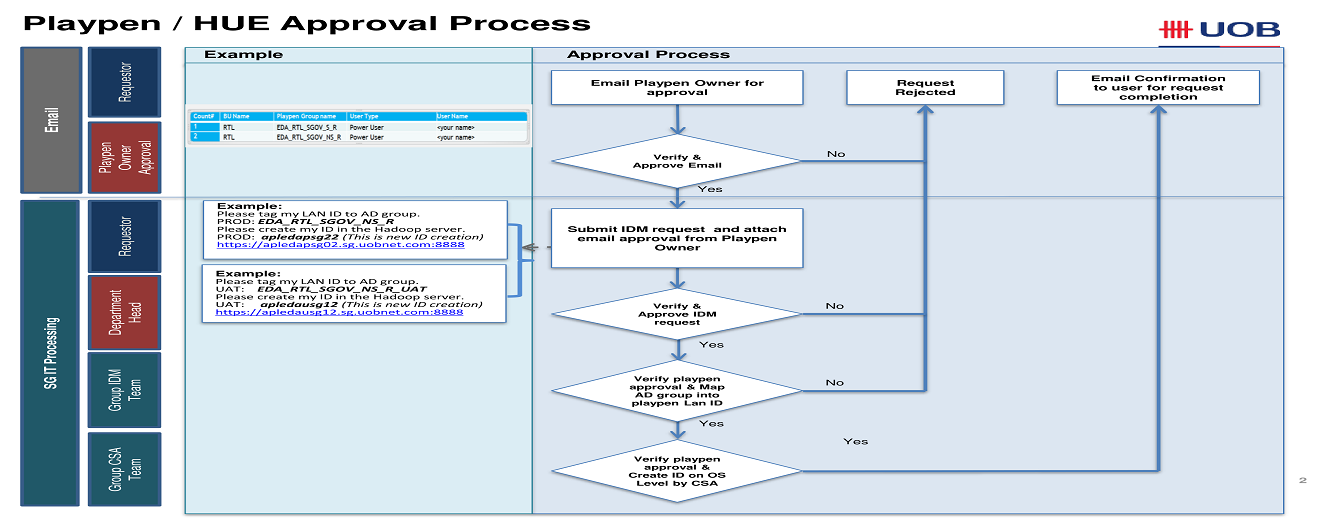 Playpen / HUE Approval Process
UOB
Example
Approval Process
Email
Requestor
Playpen
Owner
Approval
SG IT Processing
Requestor
Department
Head
Group IDM
Team
Group CSA
Team
Count# BU Name Playpen Group name User Type User Name
1 RTL EDA_RTL_SGOV_S_R Power User <your name>
2 RTL EDA_RTL_SGOV_NS_R Power User <your name>
Example:
Please tag my LAN ID to AD group.
PROD: EDA_RTL_SGOV_NS_R
Please create my ID in the Hadoop server.
PROD: apledapsg22 (This is new ID creation)
https://apledapsg02.sg.uobnet.com:8888
Example:
Please tag my LAN ID to AD group.
UAT: EDA_RTL_SGOV_NS_R_UAT
Please create my ID in the Hadoop server.
UAT: apledausg12 (This is new ID creation)
https://apledausg12.sg.uobnet.com:8888
Email Playpen Owner for
approval
Request
Rejected
Email Confirmation
to user for request
completion
Verify &
Approve Email
No
Yes
Submit IDM request and attach
email approval from Playpen
Owner
Verify &
Approve IDM
request
No
Yes
Verify playpen
approval & Map
AD group into
playpen Lan ID
No
Yes
Verify playpen
approval &
Create ID on OS
Level by CSA
Yes
2